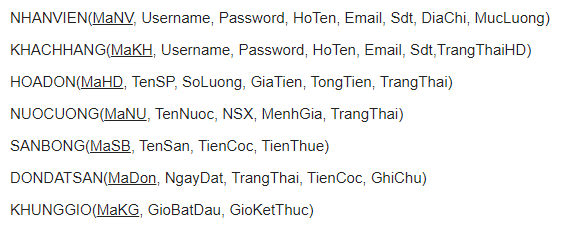 NHANVIEN(MaNV, Username, Password, HoTen, Email, Sdt, DiaChi, MucLuong)
KHACHHANG(MaKH, Username, Password, HoTen, Email, Sdt,TrangThaiHD)
HOADON(MaHD, TenSP, SoLuong, GiaTien, TongTien, TrangThai)
NUOCUONG(MaNU, TenNuoc, NSX, MenhGia, TrangThai)
SANBONG(MaSB, TenSan, TienCoc, TienThue)
DONDATSAN(MaDon, NgayDat, TrangThai, TienCoc, GhiChu)
KHUNGGIO(MaKG, GioBatDau, GioKetThuc)